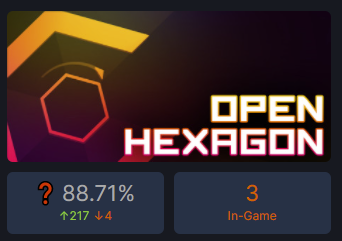 OPEN
HEXAGON
? 88.71%
↑217 ↓4
3
In-Game